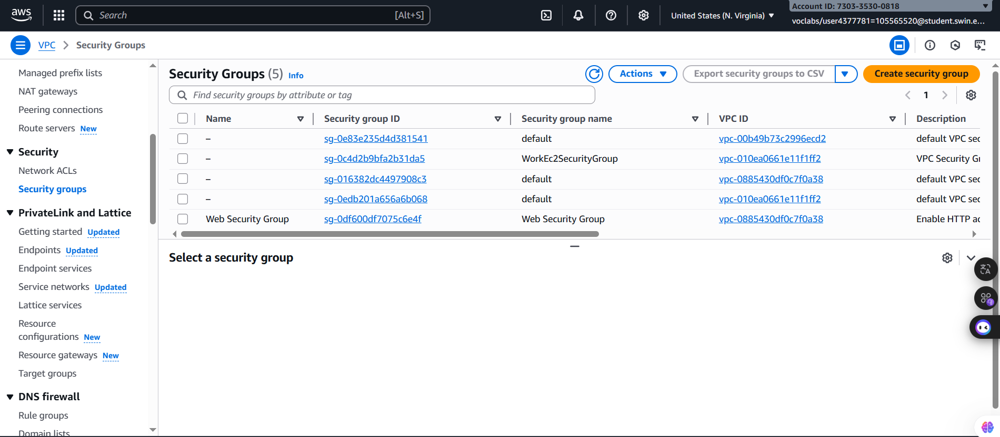 aws
Search
[Alt+S]
United States (N. Virginia)
Account ID: 7303-3530-0818
voclabs/user4377781=105565520@student.swin.e...
VPC
Security Groups
Managed prefix lists
NAT gateways
Peering connections
Route servers New
Security
Network ACLs
Security groups
PrivateLink and Lattice
Getting started Updated
Endpoints Updated
Endpoint services
Service networks Updated
Lattice services
Resource
configurations New
Resource gateways New
Target groups
DNS firewall
Rule groups
Domain lists
Security Groups (5) Info
Actions
Export security groups to CSV
Create security group
Find security groups by attribute or tag
1
Name Security group ID Security group name VPC ID Description
– sg-0e83e235d4d381541 default vpc-00b49b73c2996ecd2 default VPC sec
– sg-0c4d2b9bfa2b31da5 WorkEc2SecurityGroup vpc-010ea0661e11f1ff2 VPC Security Gr
– sg-016382dc4497908c3 default vpc-0885430df0c7f0a38 default VPC sec
– sg-0edb201a656a6b068 default vpc-010ea0661e11f1ff2 default VPC sec
Web Security Group sg-0df600df7075c6e4f Web Security Group vpc-0885430df0c7f0a38 Enable HTTP ac
Select a security group